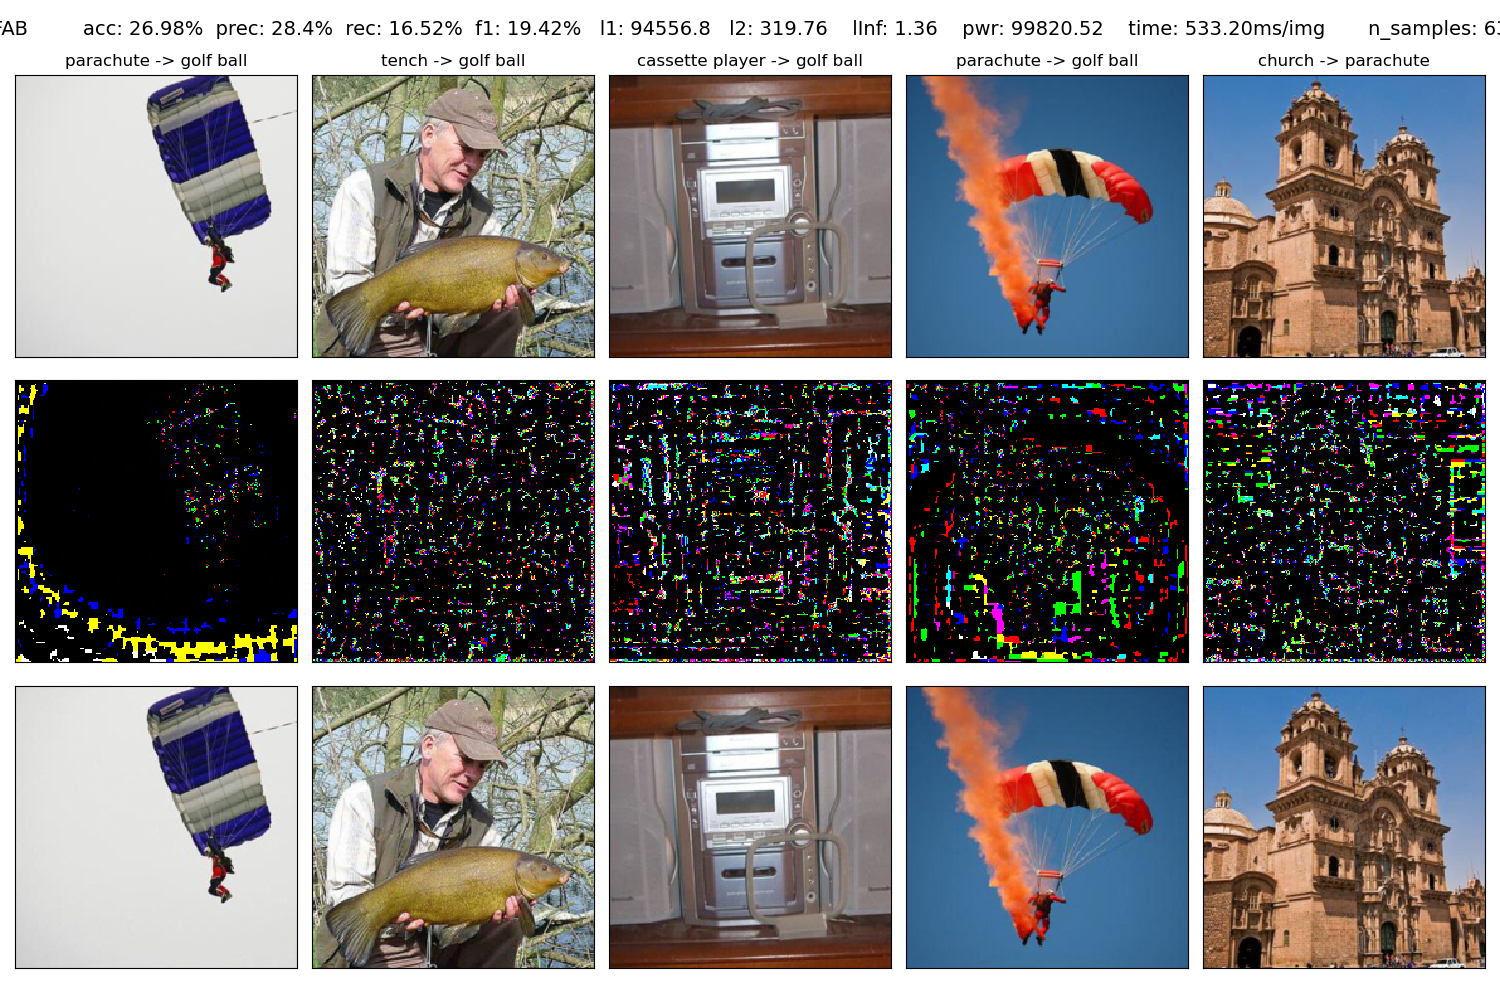 FAB acc: 26.98% prec: 28.4% rec: 16.52% f1: 19.42% l1: 94556.8 l2: 319.76 lInf: 1.36 pwr: 99820.52 time: 533.20ms/img n_samples: 63
parachute -> golf ball
tench -> golf ball
cassette player -> golf ball
parachute -> golf ball
church -> parachute